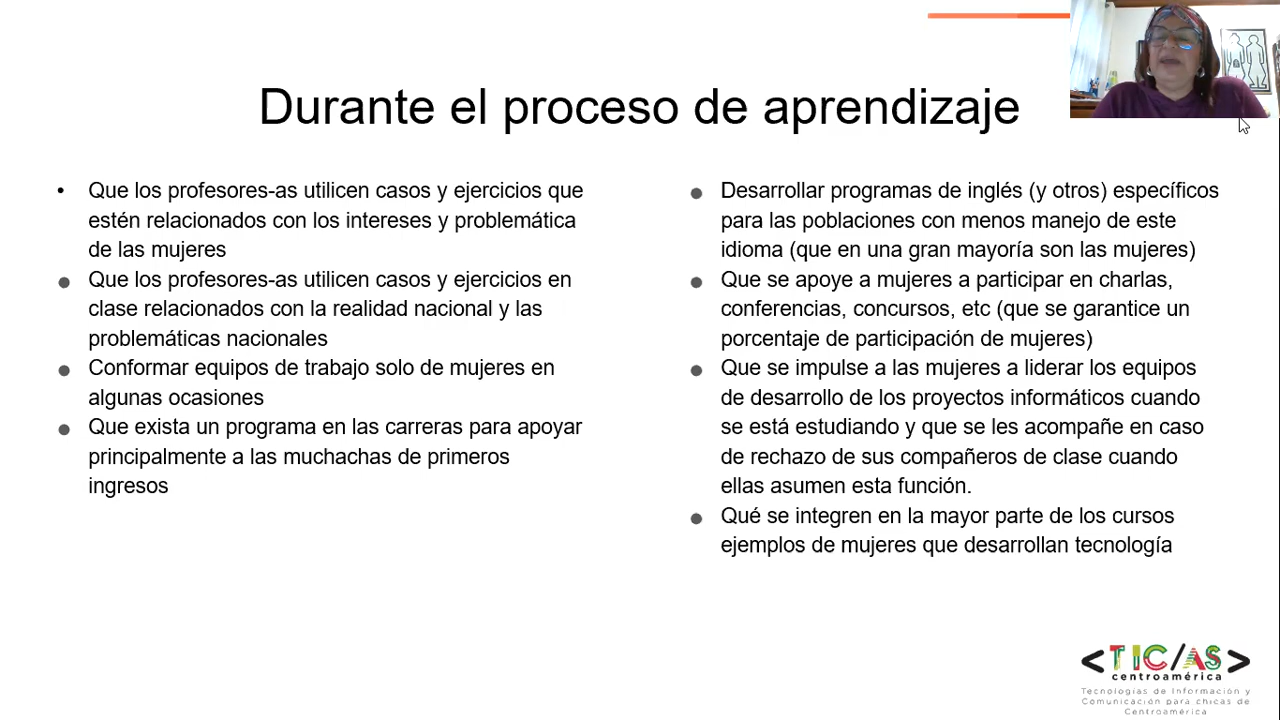 Durante el proceso de aprendizaje
• Que los profesores-as utilicen casos y ejercicios que
estén relacionados con los intereses y problemática
de las mujeres
● Que los profesores-as utilicen casos y ejercicios en
clase relacionados con la realidad nacional y las
problemáticas nacionales
● Conformar equipos de trabajo solo de mujeres en
algunas ocasiones
● Que exista un programa en las carreras para apoyar
principalmente a las muchachas de primeros
ingresos
● Desarrollar programas de inglés (y otros) específicos
para las poblaciones con menos manejo de este
idioma (que en una gran mayoría son las mujeres)
● Que se apoye a mujeres a participar en charlas,
conferencias, concursos, etc (que se garantice un
porcentaje de participación de mujeres)
● Que se impulse a las mujeres a liderar los equipos
de desarrollo de los proyectos informáticos cuando
se está estudiando y que se les acompañe en caso
de rechazo de sus compañeros de clase cuando
ellas asumen esta función.
● Qué se integren en la mayor parte de los cursos
ejemplos de mujeres que desarrollan tecnología
<TIC/AS>
centroamérica
Tecnologías de Información y
Comunicación para chicas de
Centroamérica